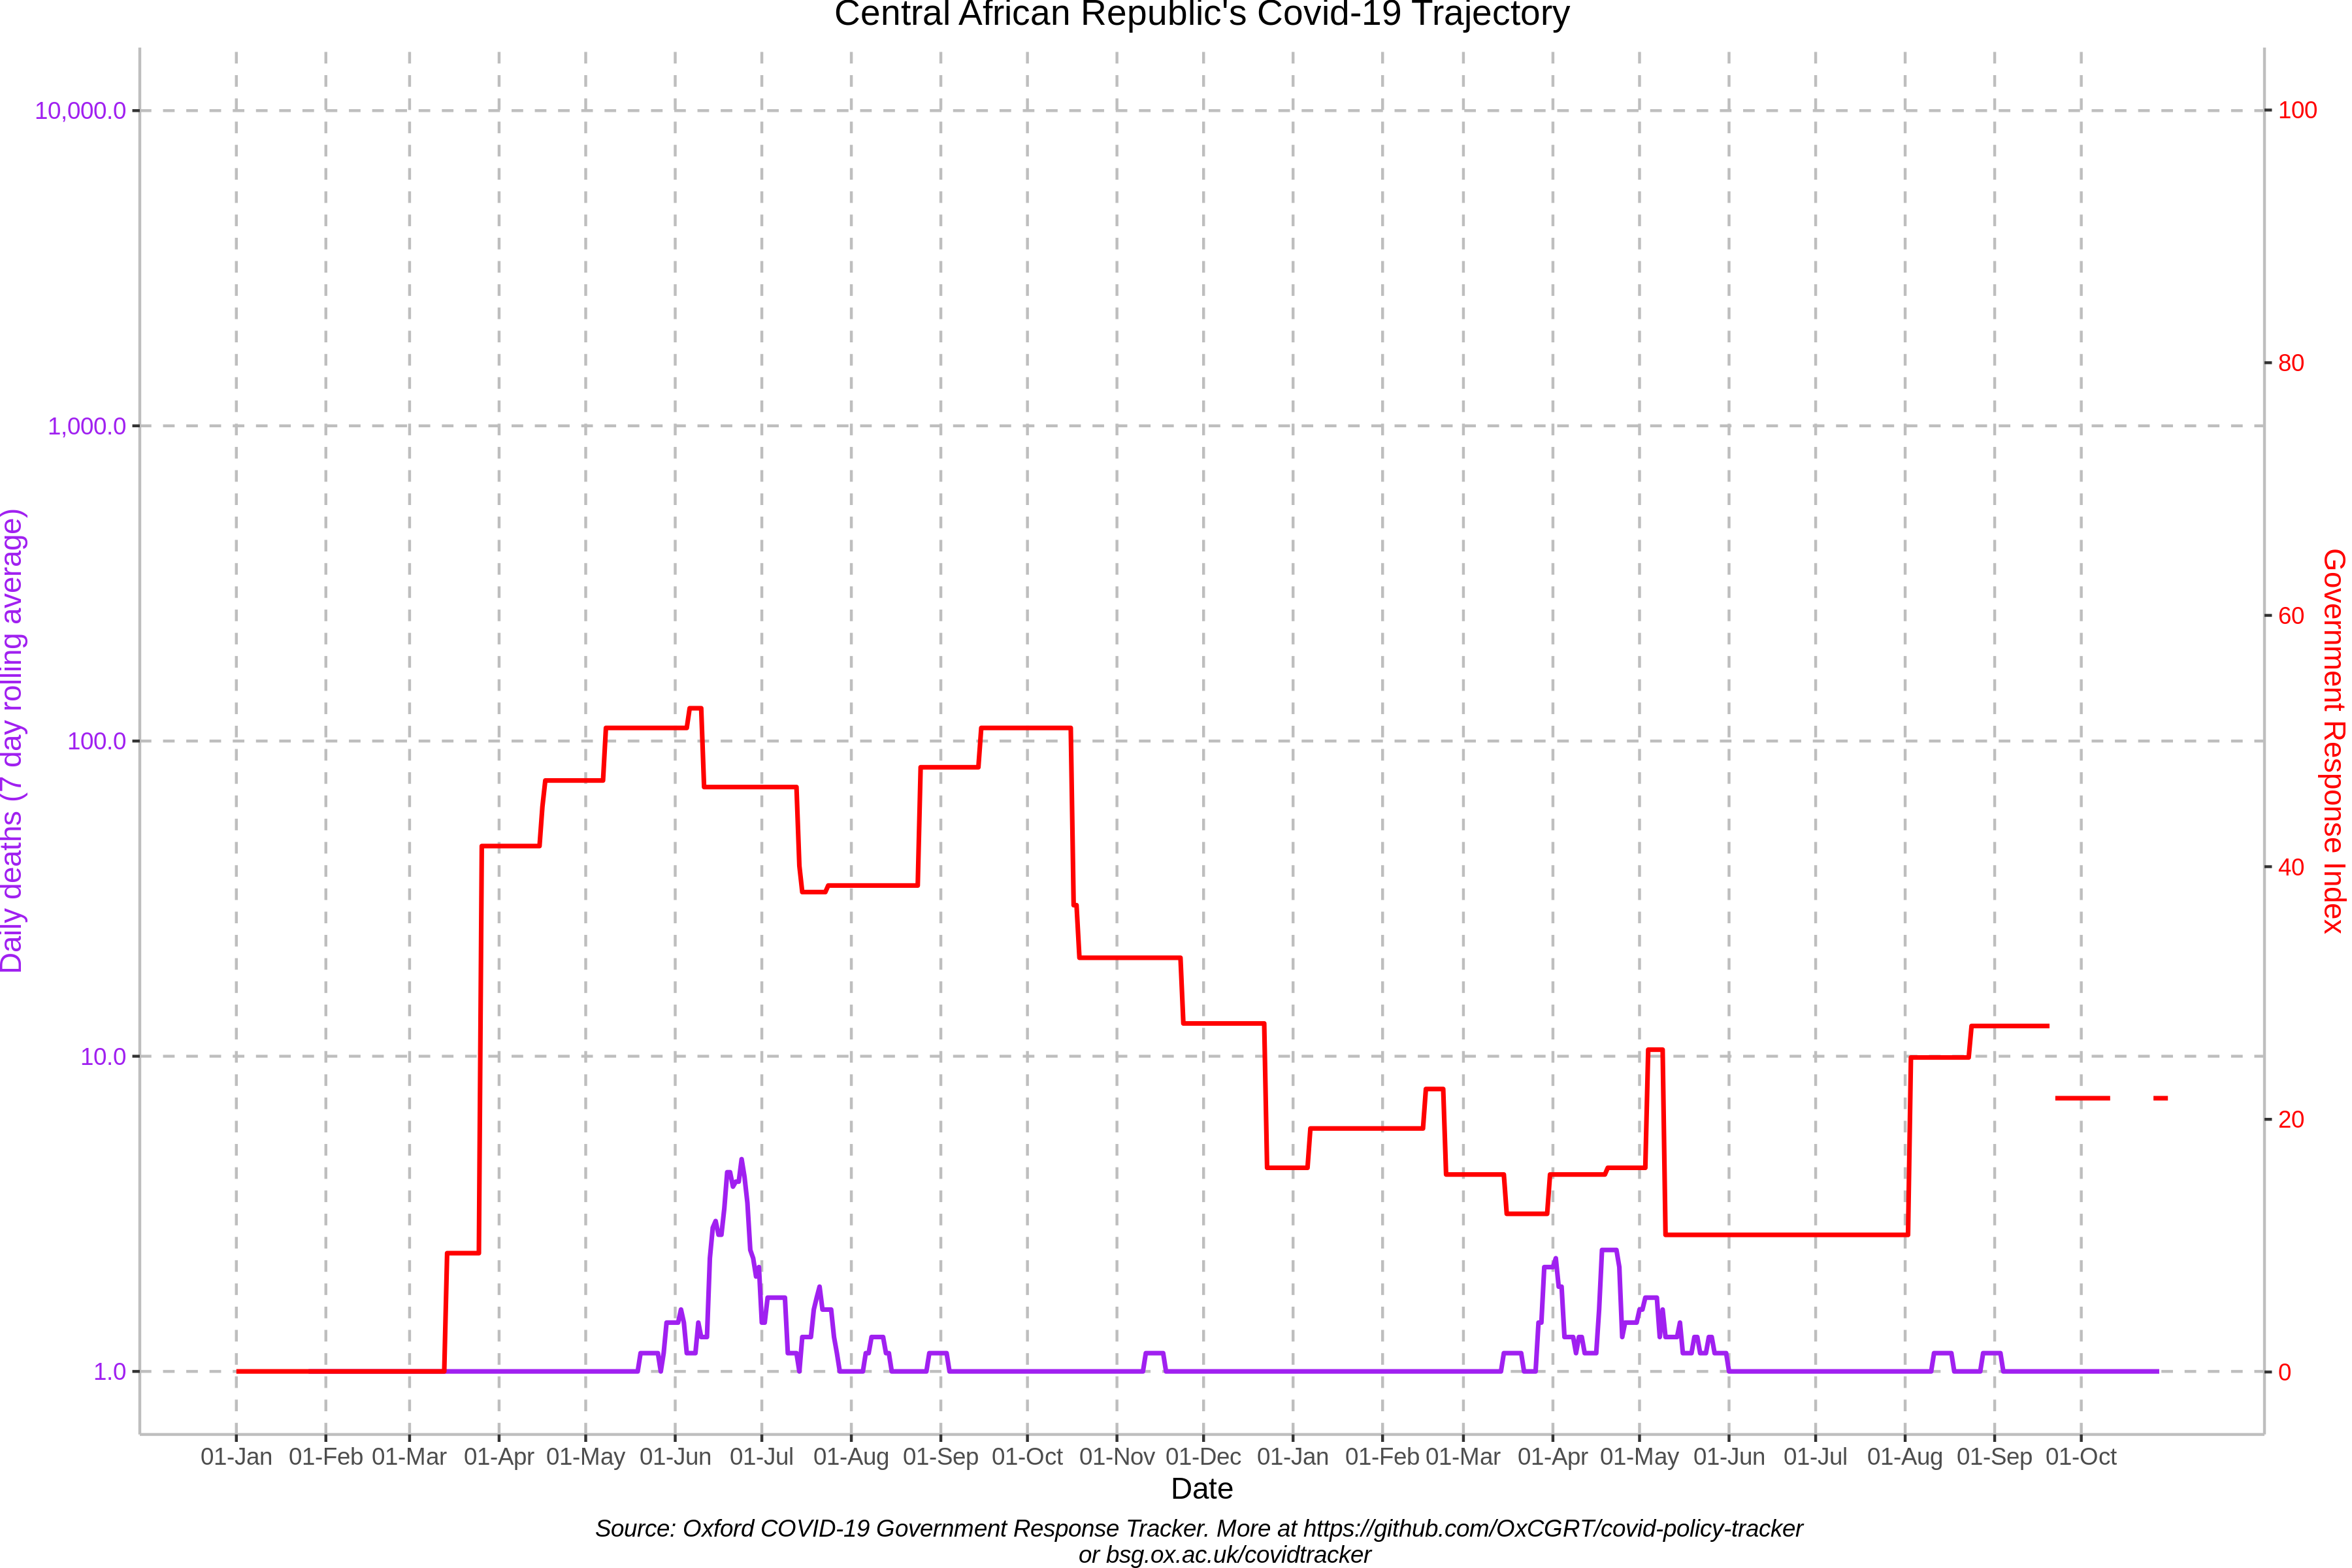 Central African Republic's Covid-19 Trajectory
10,000.0
1,000.0
100.0
10.0
1.0
Daily deaths (7 day rolling average)
100
80
60
40
20
0
Government Response Index
01-Jan 01-Feb 01-Mar 01-Apr 01-May 01-Jun 01-Jul 01-Aug 01-Sep 01-Oct 01-Nov 01-Dec 01-Jan 01-Feb 01-Mar 01-Apr 01-May 01-Jun 01-Jul 01-Aug 01-Sep 01-Oct
Date
Source: Oxford COVID-19 Government Response Tracker. More at https://github.com/OxCGRT/covid-policy-tracker
or bsg.ox.ac.uk/covidtracker